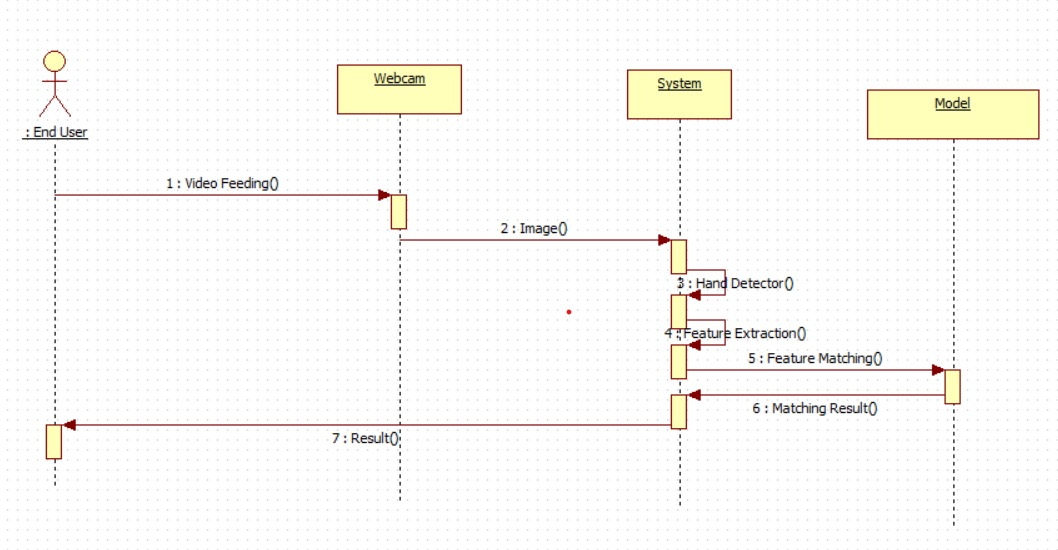 Webcam
System
Model
: End User
1 : Video Feeding()
2 : Image()
3 : Hand Detector()
4 : Feature Extraction()
5 : Feature Matching()
6 : Matching Result()
7 : Result()